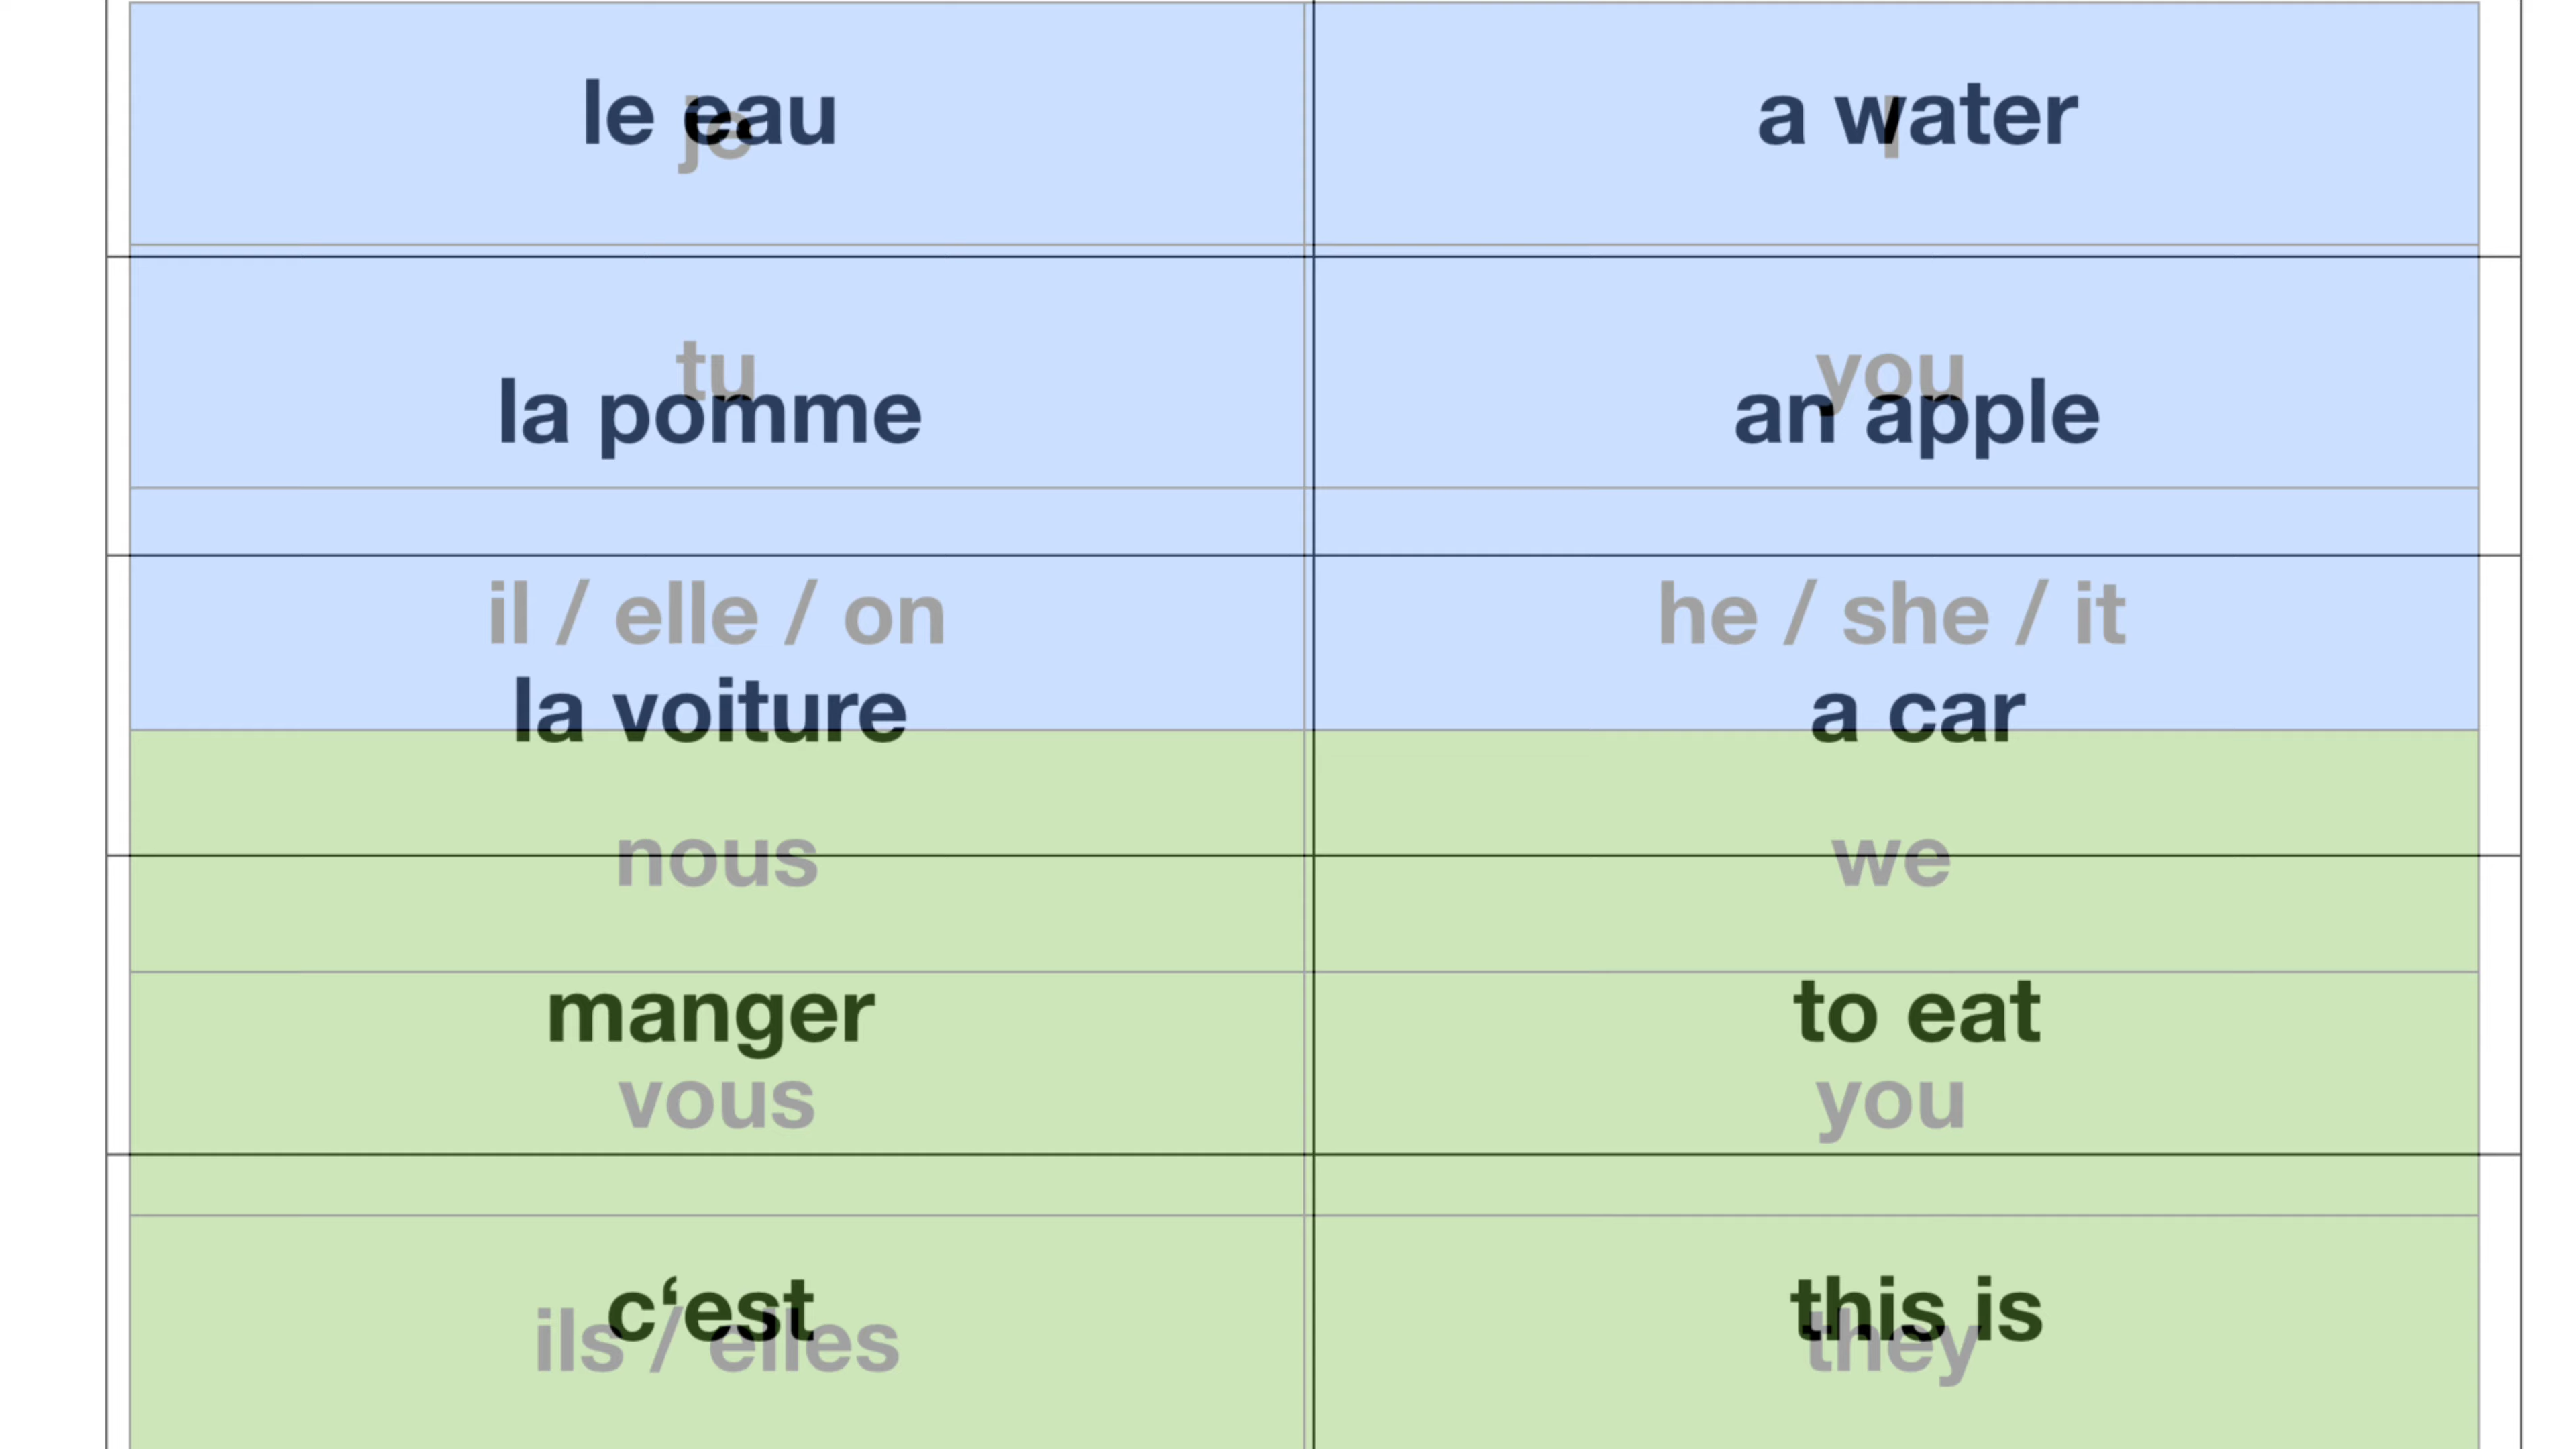 le eau a water
je I
tu you
la pomme an apple
il / elle / on he / she / it
la voiture a car
nous we
manger to eat
vous you
c‘est this is
ils / elles they